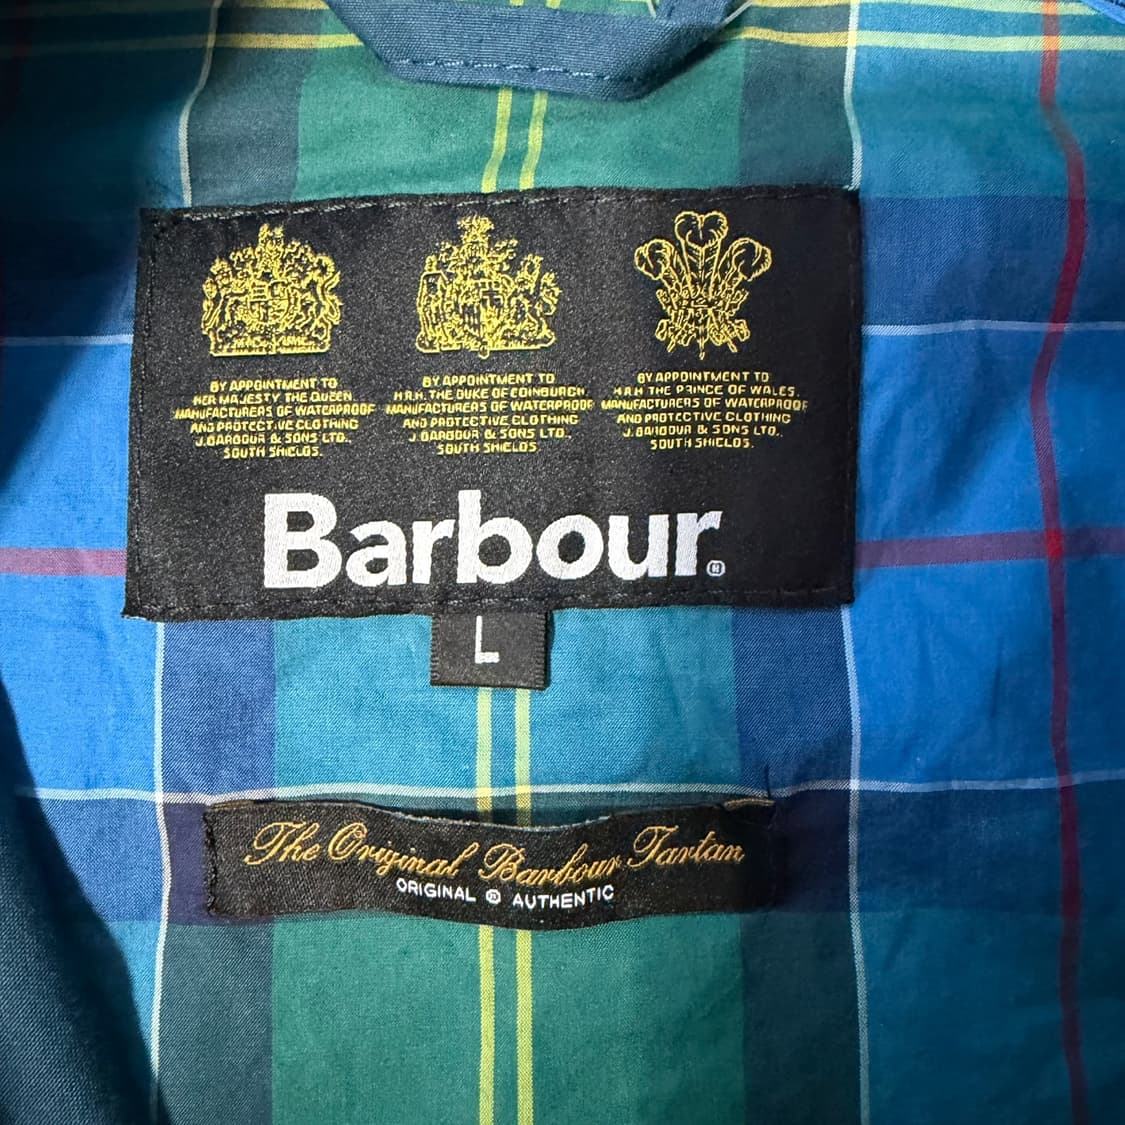 BY APPOINTMENT TO
HER MAJESTY THE QUEEN
MANUFACTURERS OF WATERPROOF
AND PROTECTIVE CLOTHING
J. BARBOUR & SONS LTD.,
SOUTH SHIELDS.
BY APPOINTMENT TO
H.R.H. THE DUKE OF EDINBURGH,
MANUFACTURERS OF WATERPROOF
AND PROTECTIVE CLOTHING
J. BARBOUR & SONS LTD.,
SOUTH SHIELDS
BY APPOINTMENT TO
H.R.H THE PRINCE OF WALES,
MANUFACTURERS OF WATERPROOF
AND PROTECTIVE CLOTHING
J. BARBOUR & SONS LTD.,
SOUTH SHIELDS.
Barbour®
L
The Original Barbour Tartan
ORIGINAL ® AUTHENTIC